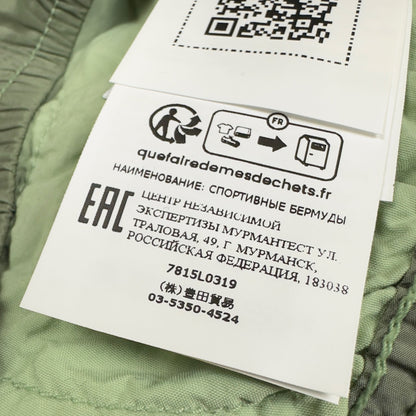 FR
quefairedemesdechets.fr
НАИМЕНОВАНИЕ: СПОРТИВНЫЕ БЕРМУДЫ
EAC
ЦЕНТР НЕЗАВИСИМОЙ
ЭКСПЕРТИЗЫ МУРМАНТЕСТ УЛ.
ТРАЛОВАЯ, 49, Г. МУРМАНСК,
РОССИЙСКАЯ ФЕДЕРАЦИЯ, 183038
7815L0319
(株) 豊田貿易
03-5350-4524